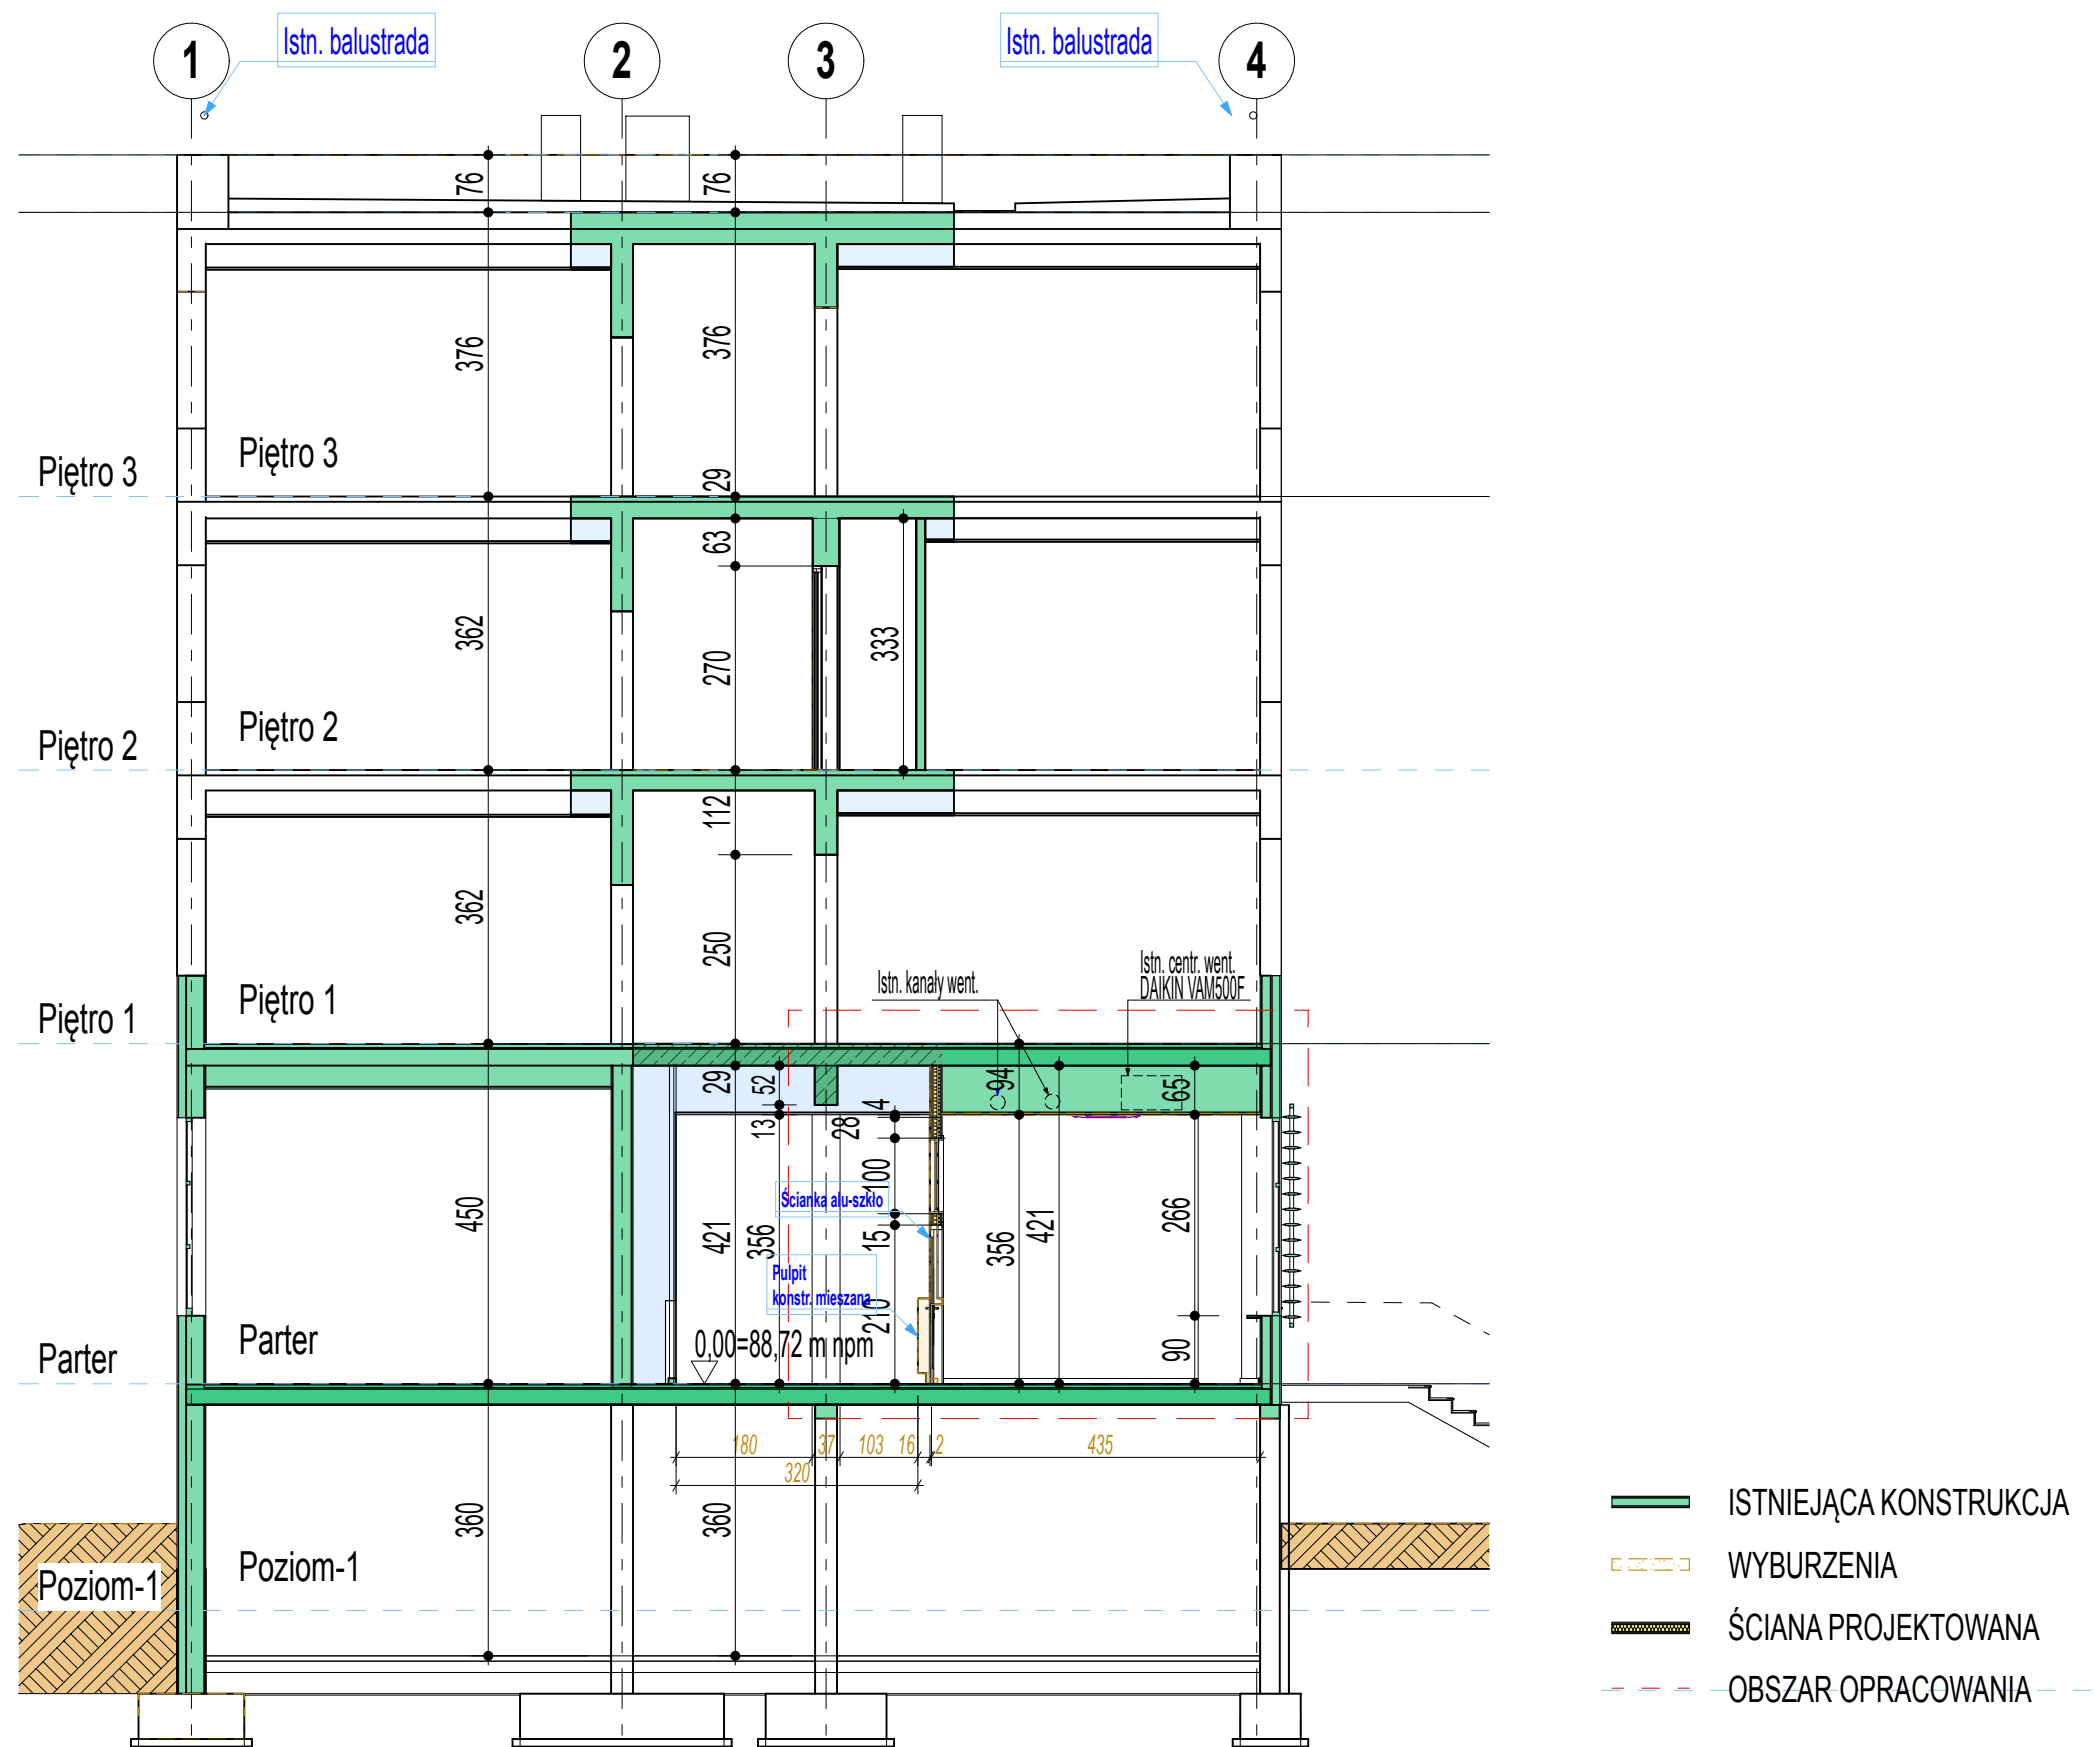 1
Istn. balustrada
2
3
Istn. balustrada
4
76
76
376
376
Piętro 3
Piętro 3
29
63
362
270
333
Piętro 2
Piętro 2
112
362
250
Istn. kanały went.
Istn. centr. went.
DAIKIN VAM500F
Piętro 1
Piętro 1
29
52
94
65
4
13
28
100
Ścianka alu-szkło
450
421
356
15
356
421
266
Pulpit
konstr. mieszana
210
90
0,00=88,72 m npm
Parter
Parter
180
37
103
16
2
435
320
360
360
Poziom-1
Poziom-1
ISTNIEJĄCA KONSTRUKCJA
WYBURZENIA
ŚCIANA PROJEKTOWANA
OBSZAR OPRACOWANIA